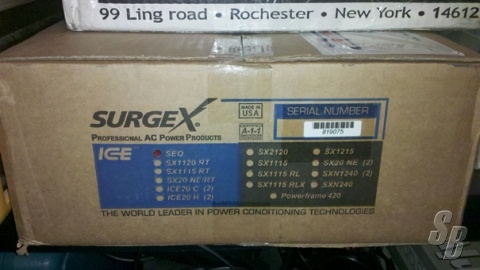 99 Ling road • Rochester • New York • 14612
SURGEX
PROFESSIONAL AC POWER PRODUCTS
MADE IN U.S.A.
A-1-1
SERIAL NUMBER
819075
ICE
SEQ
SX1120 RT
SX1115 RT
SX20 NE/RT
ICE20 C (2)
ICE20 H (2)
SX2120
SX1115
SX1115 RL
SX1115 RLX
SX1215
SX20 NE (2)
SXN1240 (2)
SXN240
Powerframe 420
THE WORLD LEADER IN POWER CONDITIONING TECHNOLOGIES
SB